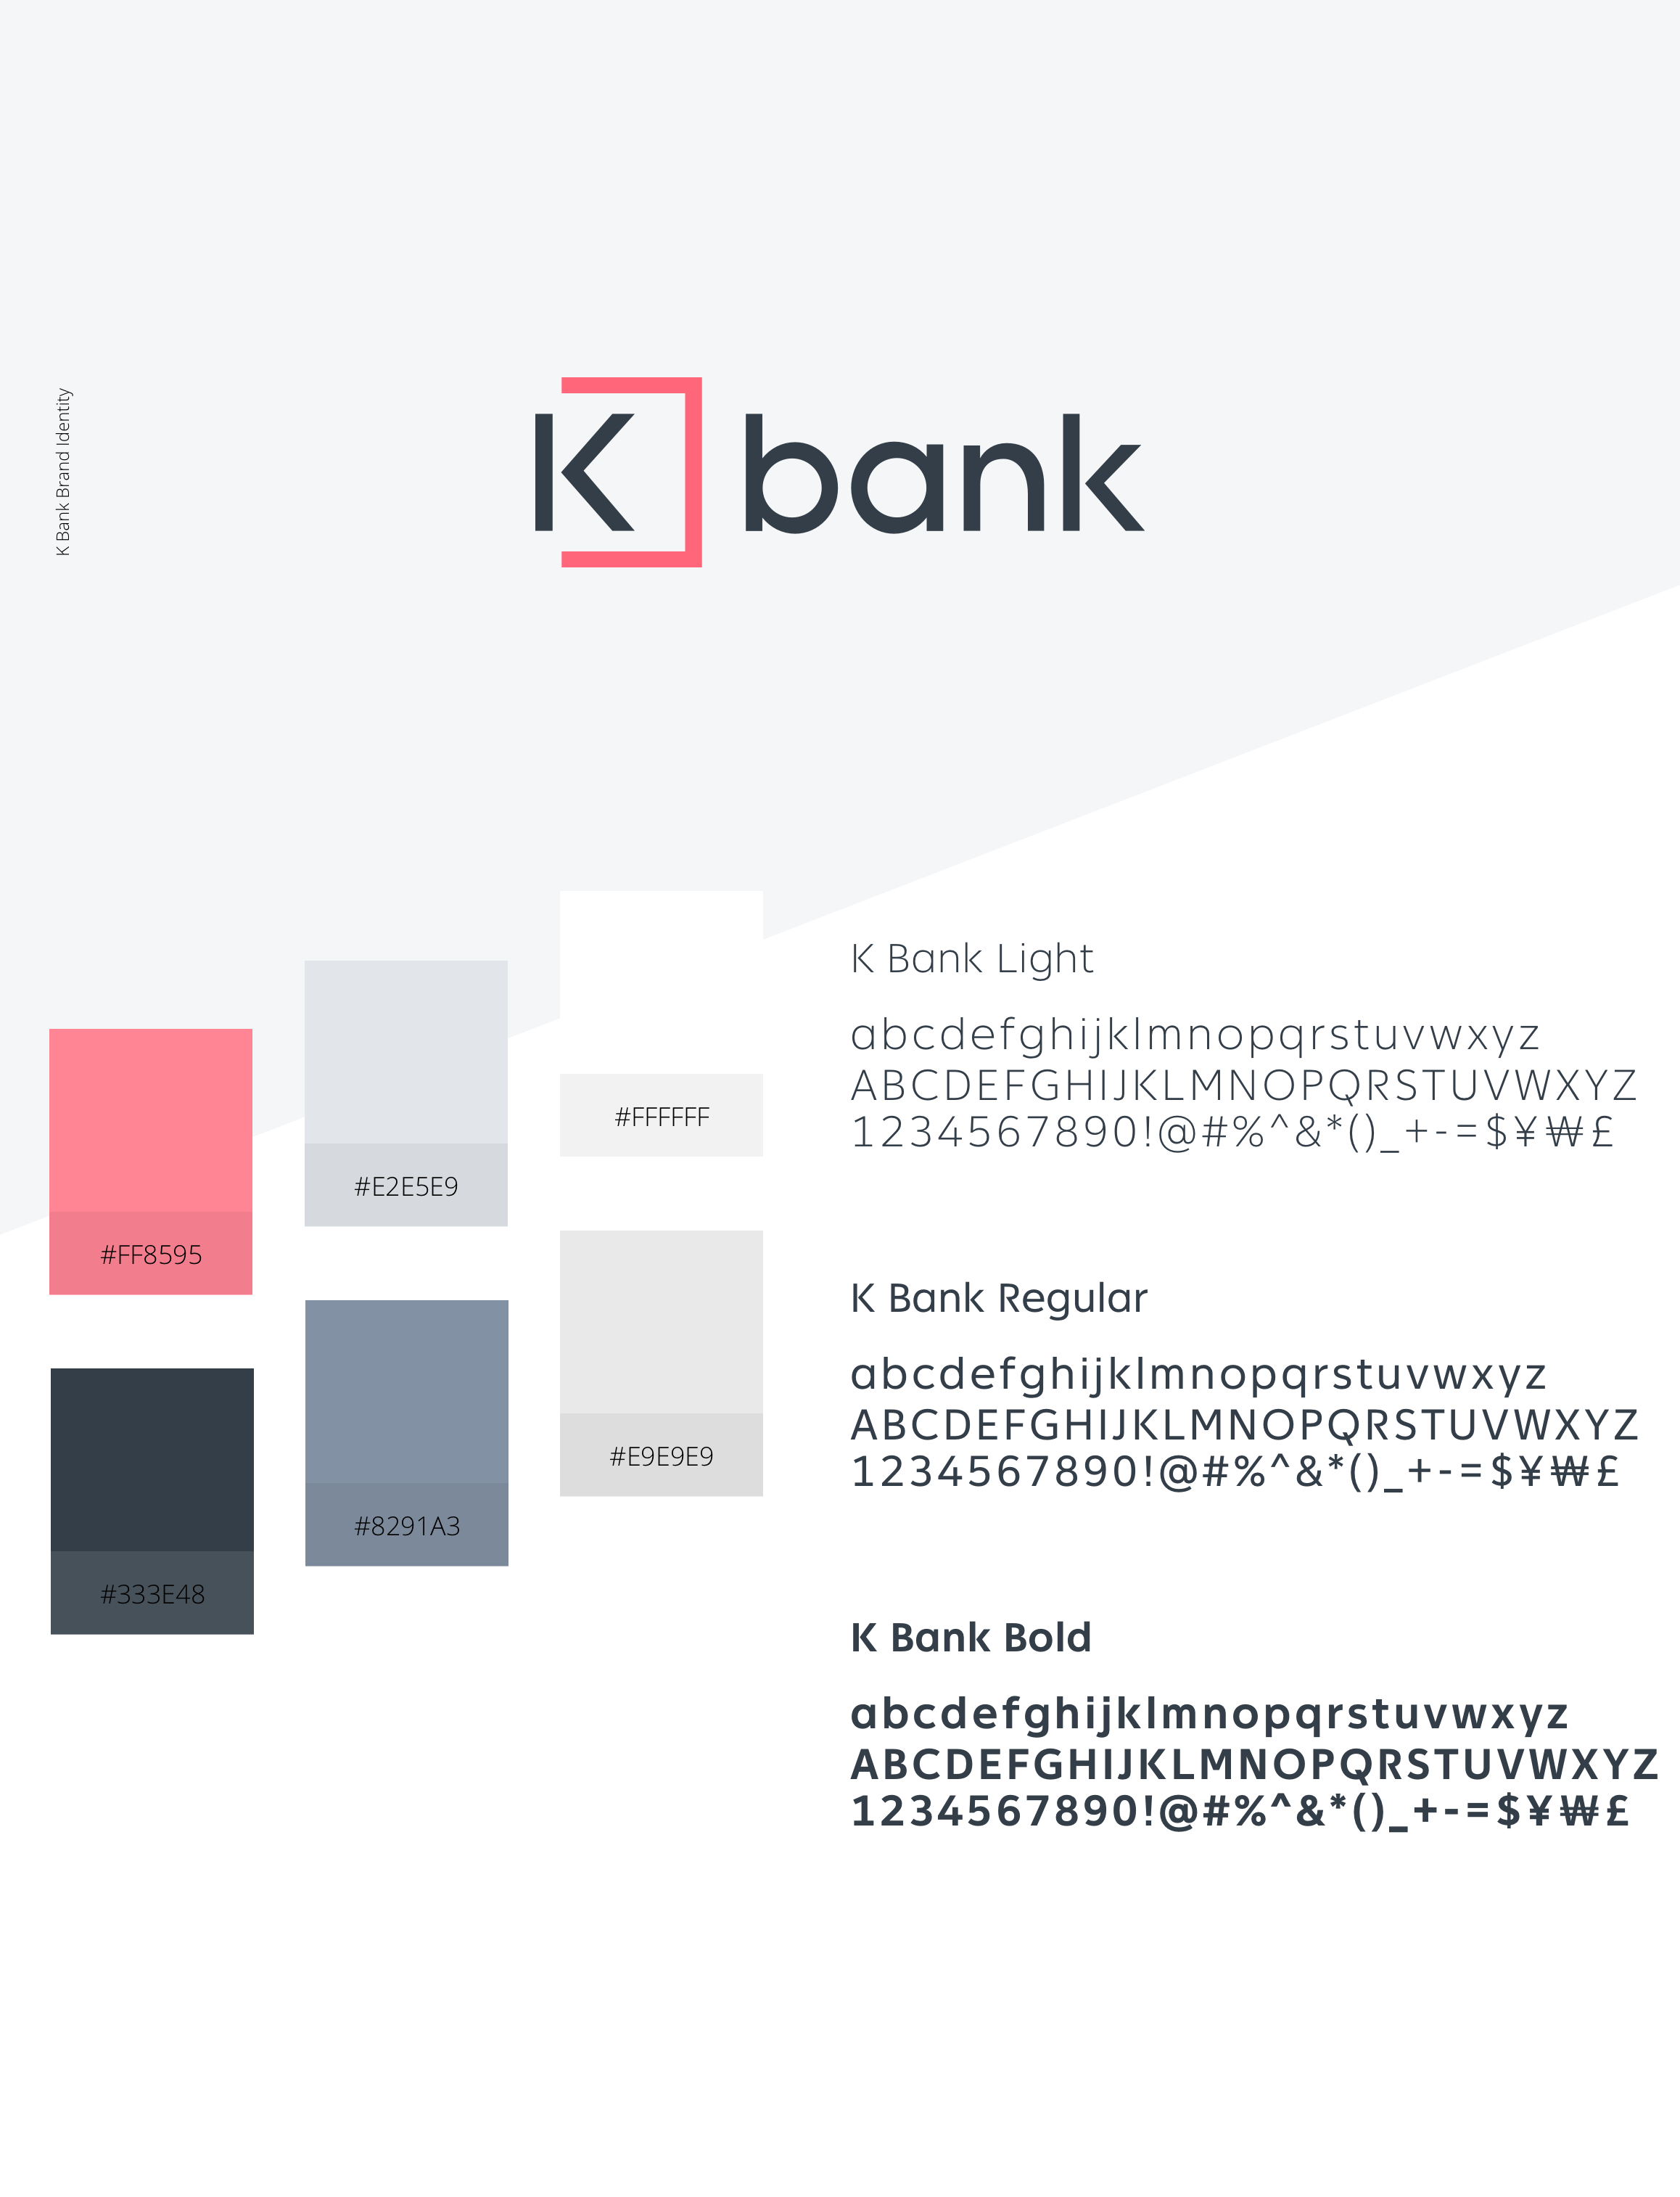 K Bank Brand Identity
K bank
#FF8595
#E2E5E9
#FFFFFF
#333E48
#8291A3
#E9E9E9
K Bank Light
abcdefghijklmnopqrstuvwxyz
ABCDEFGHIJKLMNOPQRSTUVWXYZ
1234567890!@#%^&*()_+-=$¥₩£
K Bank Regular
abcdefghijklmnopqrstuvwxyz
ABCDEFGHIJKLMNOPQRSTUVWXYZ
1234567890!@#%^&*()_+-=$¥₩£
K Bank Bold
abcdefghijklmnopqrstuvwxyz
ABCDEFGHIJKLMNOPQRSTUVWXYZ
1234567890!@#%^&*()_+-=$¥₩£